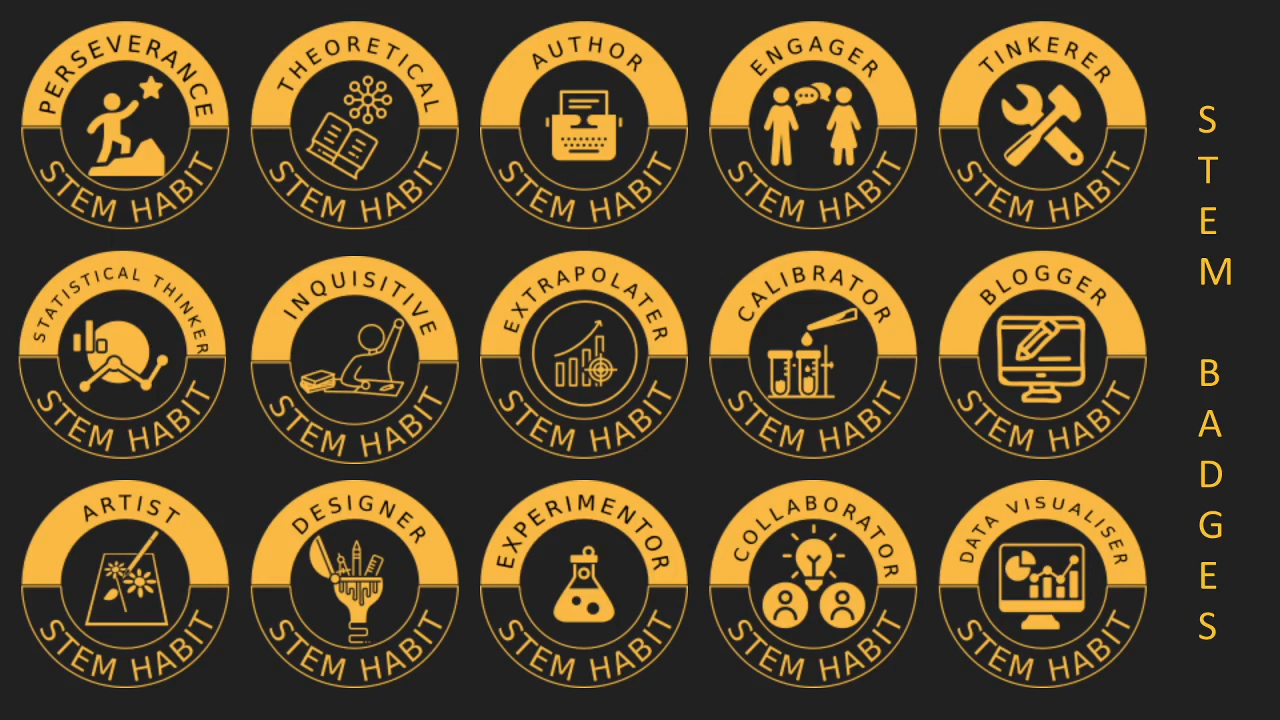 PERSEVERANCE
STEM HABIT
THEORETICAL
STEM HABIT
AUTHOR
STEM HABIT
ENGAGER
STEM HABIT
TINKERER
STEM HABIT
STATISTICAL THINKER
STEM HABIT
INQUISITIVE
STEM HABIT
EXTRAPOLATER
STEM HABIT
CALIBRATOR
STEM HABIT
BLOGGER
STEM HABIT
ARTIST
STEM HABIT
DESIGNER
STEM HABIT
EXPERIMENTOR
STEM HABIT
COLLABORATOR
STEM HABIT
DATA VISUALISER
STEM HABIT
STEM BADGES